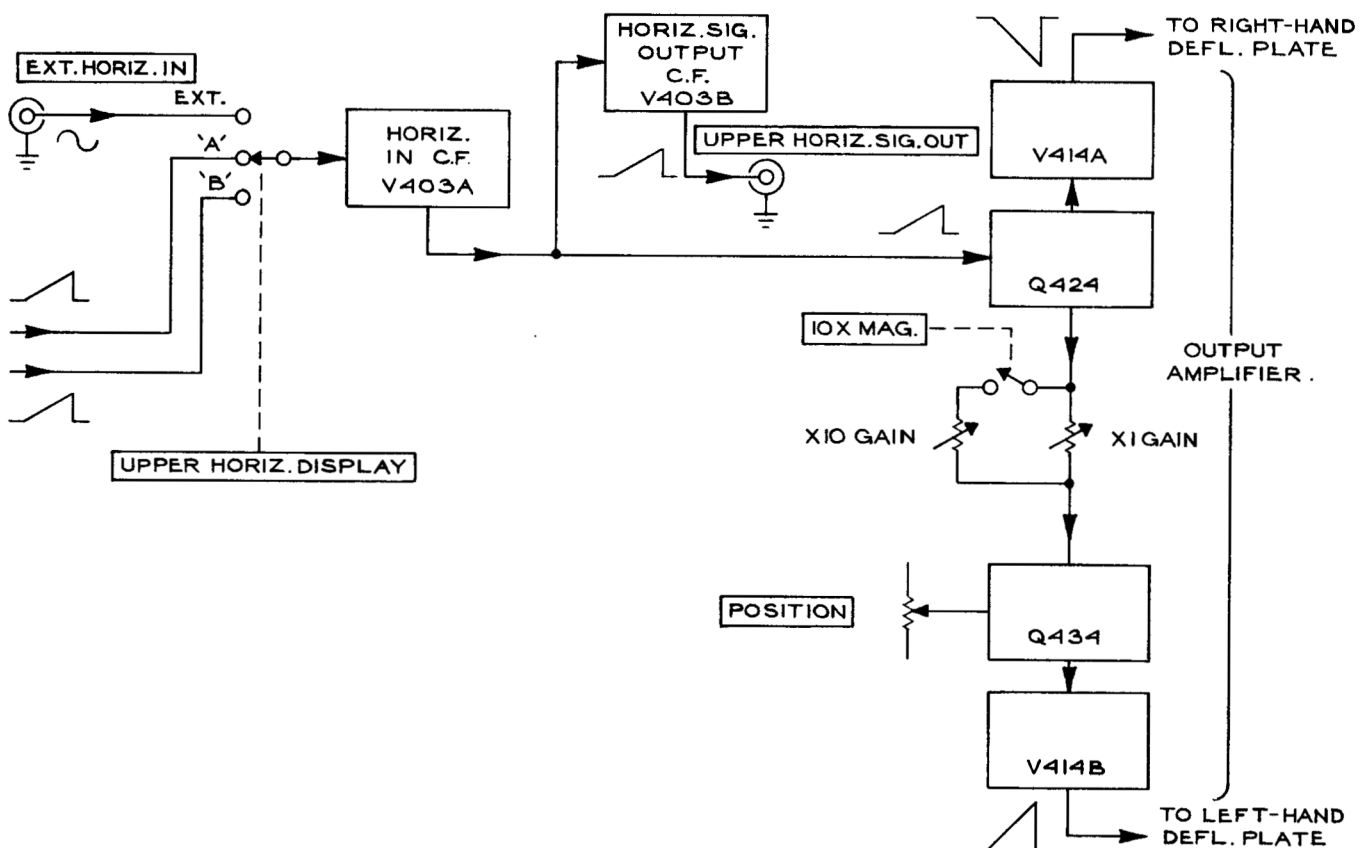 EXT. HORIZ. IN
EXT.
'A'
'B'
HORIZ.
IN C.F.
V403A
UPPER HORIZ. DISPLAY
HORIZ. SIG.
OUTPUT
C.F.
V403B
UPPER HORIZ. SIG. OUT
TO RIGHT-HAND
DEFL. PLATE
V414A
Q424
10X MAG.
X10 GAIN
X1 GAIN
OUTPUT
AMPLIFIER.
POSITION
Q434
V414B
TO LEFT-HAND
DEFL. PLATE